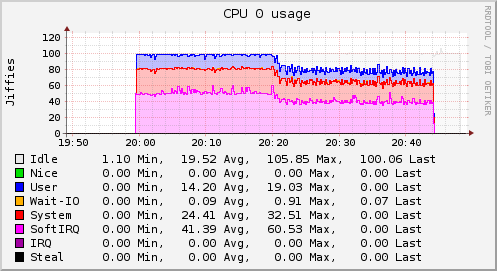 CPU 0 usage
RRDTOOL / TOBI OETIKER
Jiffies
120
100
80
60
40
20
0
19:50 20:00 20:10 20:20 20:30 20:40
Idle 1.10 Min, 19.52 Avg, 105.85 Max, 100.06 Last
Nice 0.00 Min, 0.00 Avg, 0.00 Max, 0.00 Last
User 0.00 Min, 14.20 Avg, 19.03 Max, 0.00 Last
Wait-IO 0.00 Min, 0.09 Avg, 0.91 Max, 0.07 Last
System 0.00 Min, 24.41 Avg, 32.51 Max, 0.00 Last
SoftIRQ 0.00 Min, 41.39 Avg, 60.53 Max, 0.00 Last
IRQ 0.00 Min, 0.00 Avg, 0.00 Max, 0.00 Last
Steal 0.00 Min, 0.00 Avg, 0.00 Max, 0.00 Last